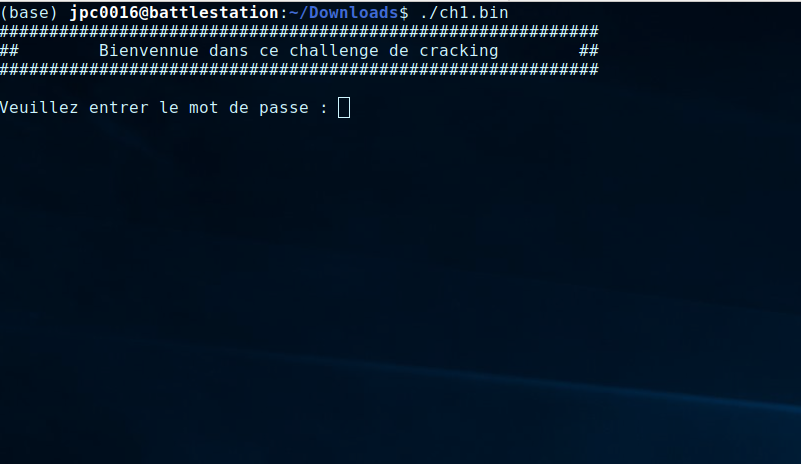 (base) jpc0016@battlestation:~/Downloads$ ./ch1.bin
############################################################
##        Bienvennue dans ce challenge de cracking        ##
############################################################
Veuillez entrer le mot de passe :